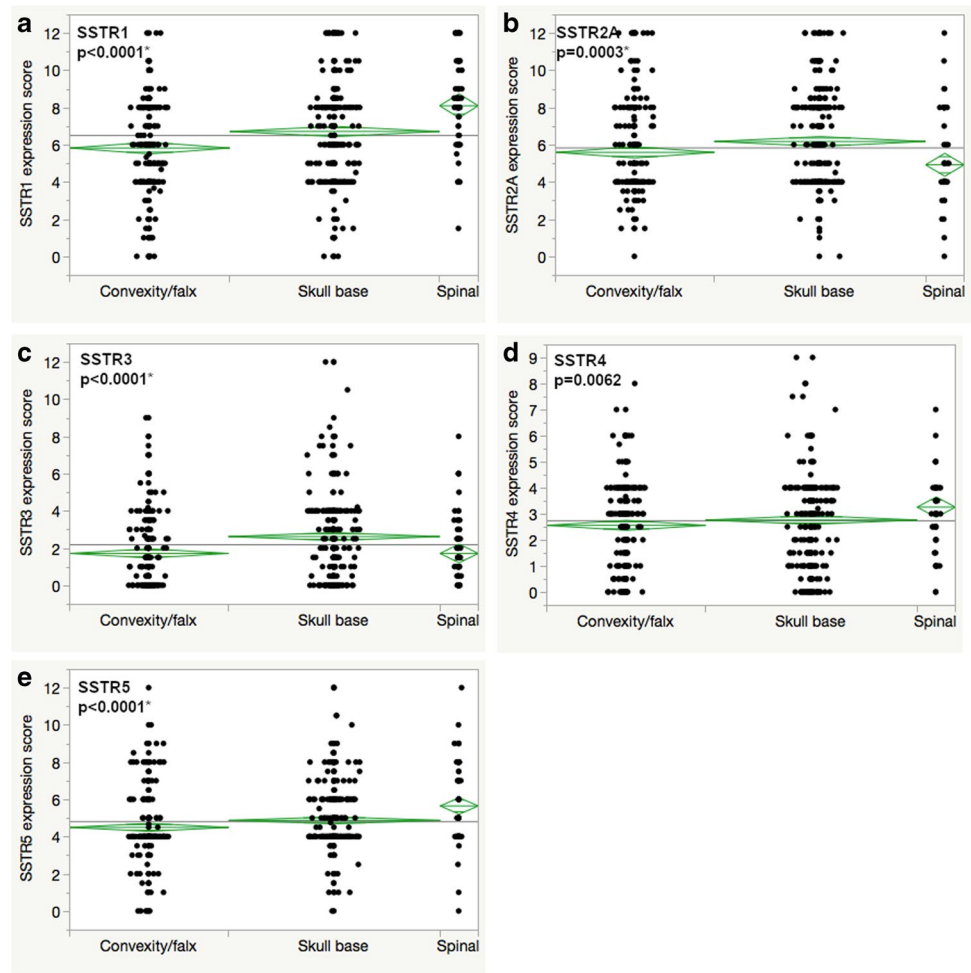 a
SSTR1
p<0.0001*
SSTR1 expression score
12
10
8
6
4
2
0
Convexity/falx
Skull base
Spinal
b
SSTR2A
p=0.0003*
SSTR2A expression score
12
10
8
6
4
2
0
Convexity/falx
Skull base
Spinal
c
SSTR3
p<0.0001*
SSTR3 expression score
12
10
8
6
4
2
0
Convexity/falx
Skull base
Spinal
d
SSTR4
p=0.0062
SSTR4 expression score
9
8
7
6
5
4
3
2
1
0
Convexity/falx
Skull base
Spinal
e
SSTR5
p<0.0001*
SSTR5 expression score
12
10
8
6
4
2
0
Convexity/falx
Skull base
Spinal